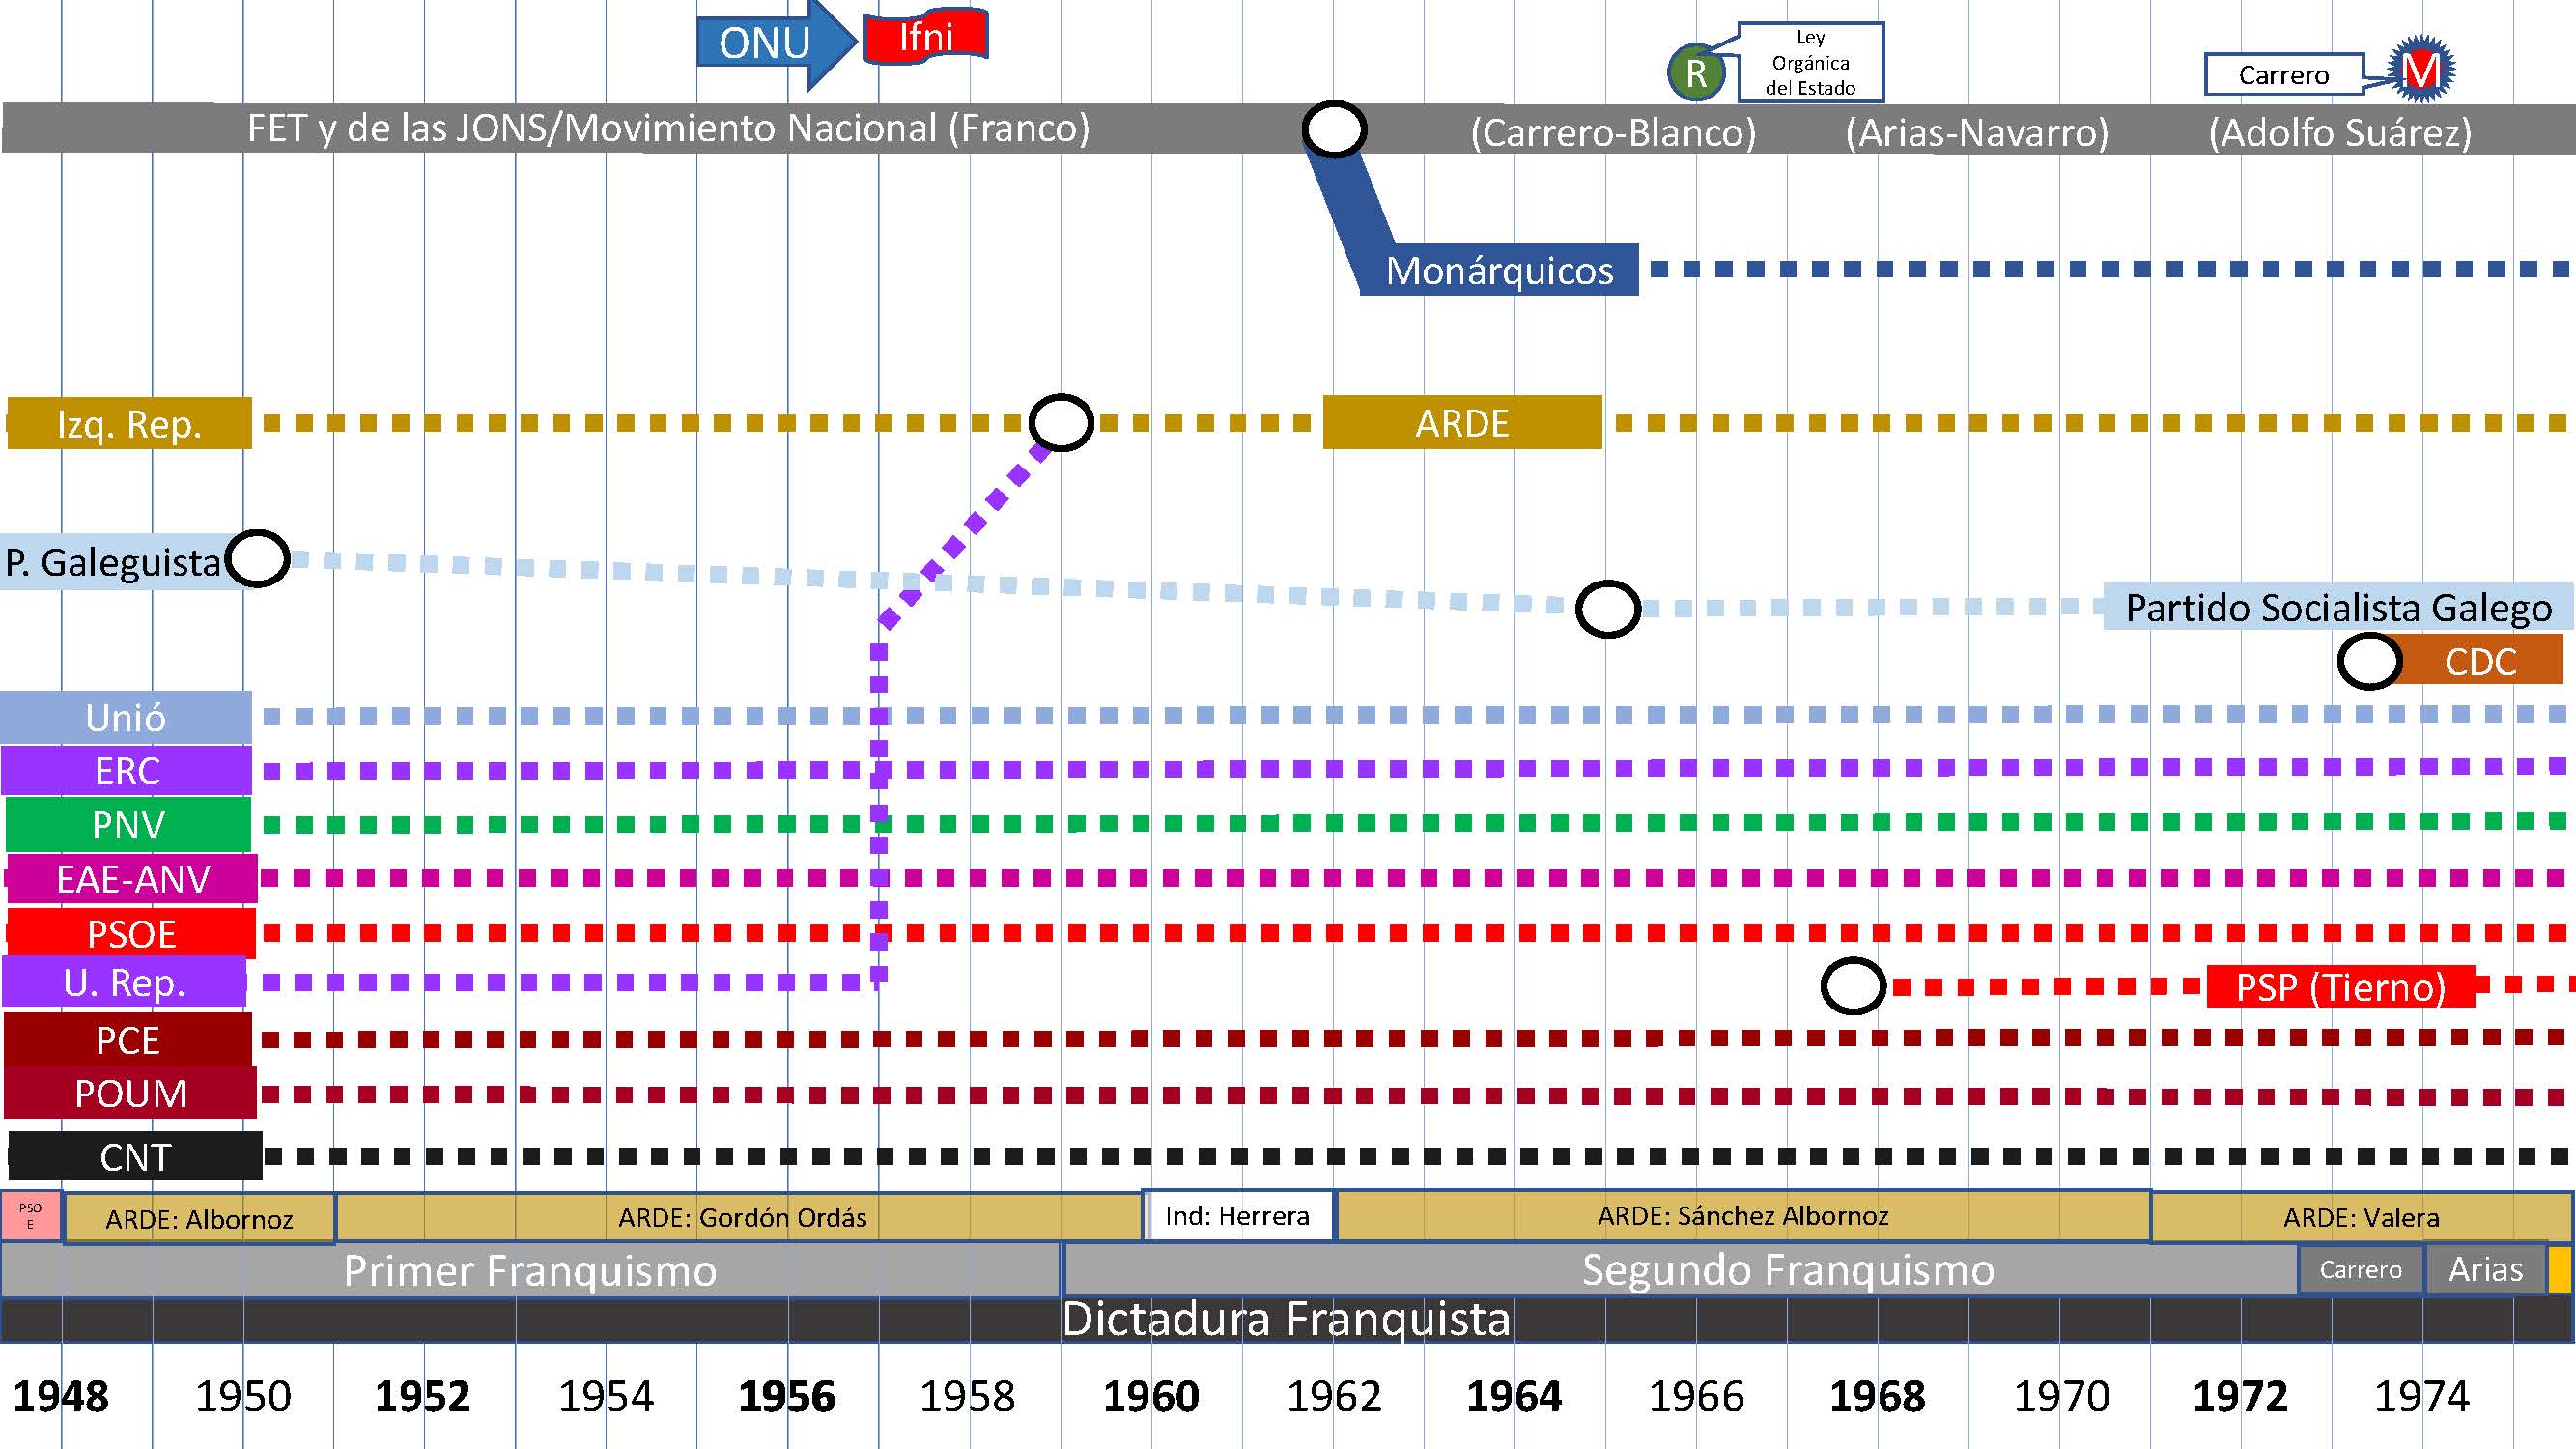 ONU
Ifni
R
Ley
Orgánica
del Estado
Carrero
M
FET y de las JONS/Movimiento Nacional (Franco)
(Carrero-Blanco)
(Arias-Navarro)
(Adolfo Suárez)
Monárquicos
Izq. Rep.
ARDE
P. Galeguista
Partido Socialista Galego
CDC
Unió
ERC
PNV
EAE-ANV
PSOE
U. Rep.
PSP (Tierno)
PCE
POUM
CNT
PSO
E
ARDE: Albornoz
ARDE: Gordón Ordás
Ind: Herrera
ARDE: Sánchez Albornoz
ARDE: Valera
Primer Franquismo
Segundo Franquismo
Carrero
Arias
Dictadura Franquista
1948
1950
1952
1954
1956
1958
1960
1962
1964
1966
1968
1970
1972
1974